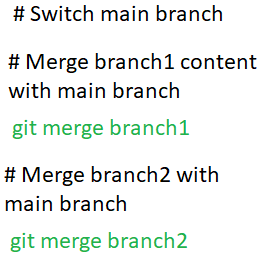 # Switch main branch
# Merge branch1 content
with main branch
git merge branch1
# Merge branch2 with
main branch
git merge branch2